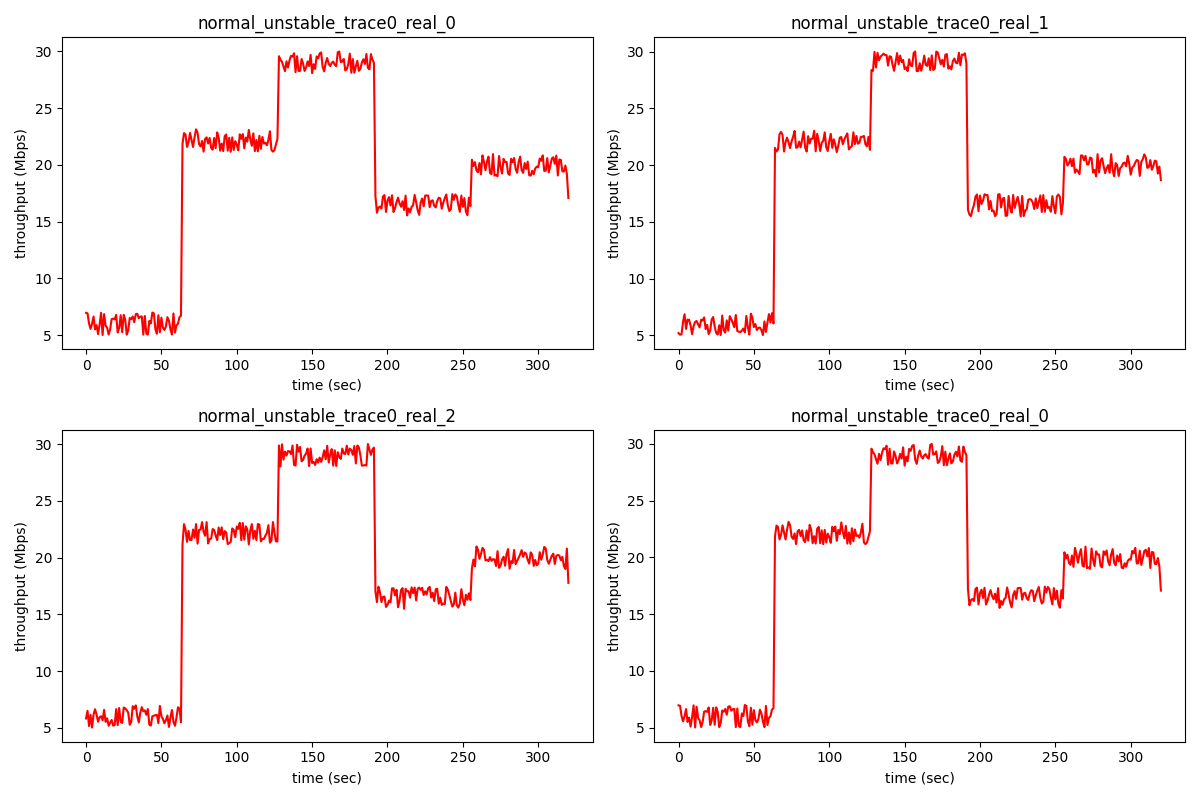 normal_unstable_trace0_real_0
throughput (Mbps)
30
25
20
15
10
5
0 50 100 150 200 250 300
time (sec)
normal_unstable_trace0_real_1
throughput (Mbps)
30
25
20
15
10
5
0 50 100 150 200 250 300
time (sec)
normal_unstable_trace0_real_2
throughput (Mbps)
30
25
20
15
10
5
0 50 100 150 200 250 300
time (sec)
normal_unstable_trace0_real_0
throughput (Mbps)
30
25
20
15
10
5
0 50 100 150 200 250 300
time (sec)